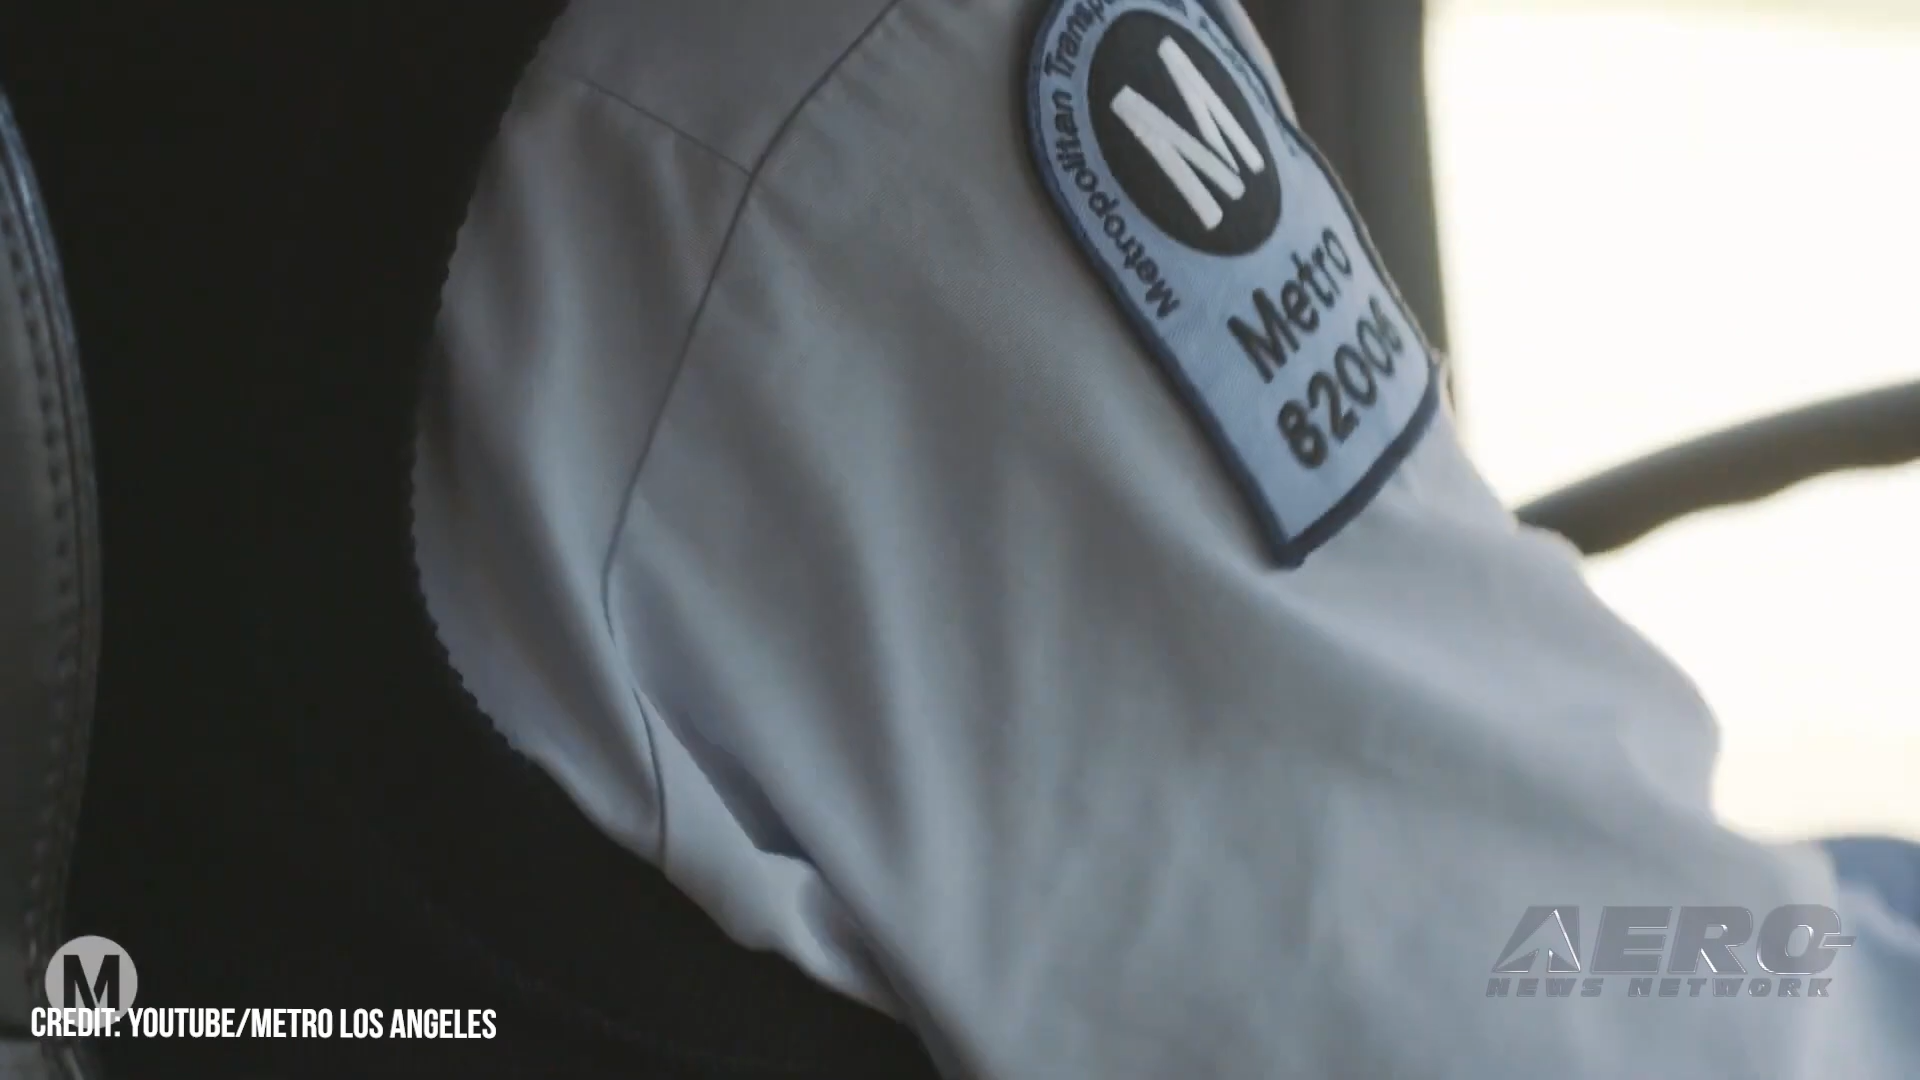 Metropolitan Transp
M
Metro
82006
M
CREDIT: YOUTUBE/METRO LOS ANGELES
AERO-
NEWS NETWORK